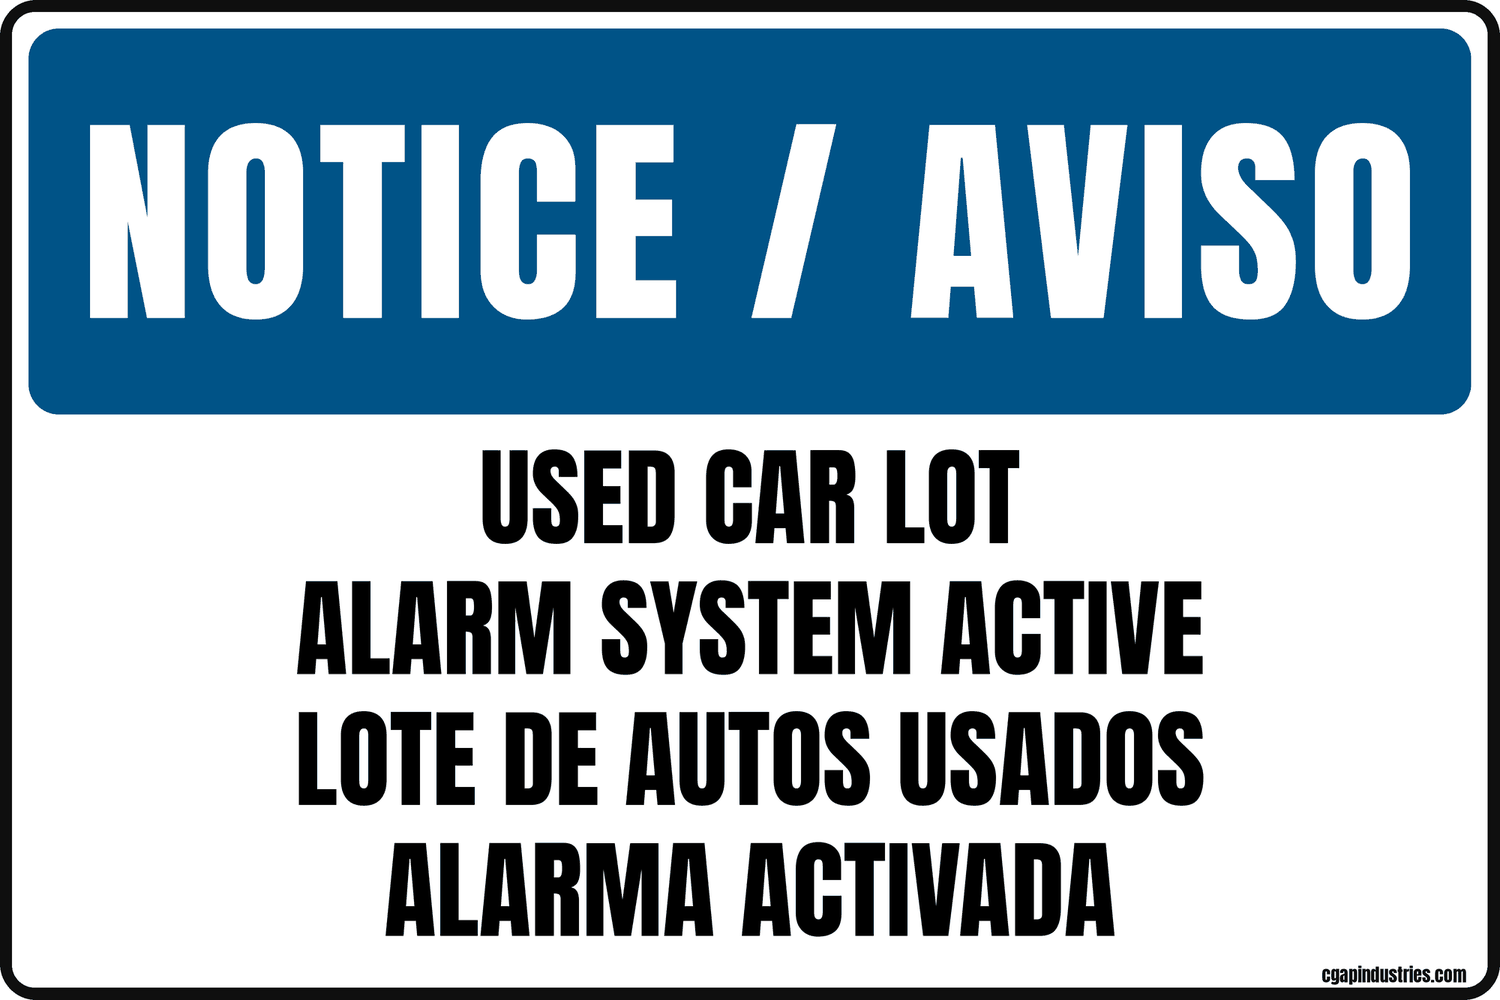 NOTICE / AVISO
USED CAR LOT
ALARM SYSTEM ACTIVE
LOTE DE AUTOS USADOS
ALARMA ACTIVADA
cgapindustries.com